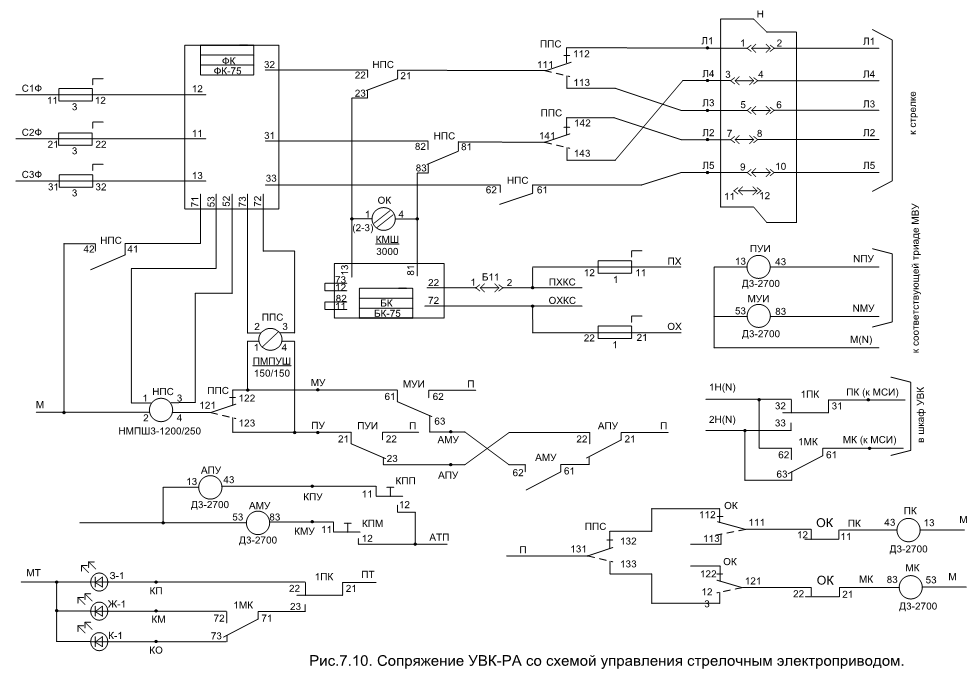 ФК
ФК-75
32
31
33
12
11
13
71
53
52
73
72
С1Ф
11
12
3
С2Ф
21
22
3
С3Ф
31
32
3
22
НПС
21
23
82
НПС
81
83
62
НПС
61
ППС
112
111
113
ППС
142
141
143
Н
Л1
1
2
Л1
Л4
3
4
Л4
Л3
5
6
Л3
Л2
7
8
Л2
Л5
9
10
Л5
11
12
к стрелке
42
НПС
41
ОК
1
4
(2-3)
КМШ
3000
13
81
73
12
82
11
БК
БК-75
22
72
1
Б11
2
ПХКС
ОХКС
12
11
1
ПХ
22
21
1
ОХ
ПУИ
13
43
Д3-2700
NПУ
МУИ
53
83
Д3-2700
NМУ
М(N)
к соответствующей триаде МВУ
ППС
2
3
1
4
ПМПУШ
150/150
М
НПС
1
3
2
4
НМПШ3-1200/250
ППС
121
122
123
МУ
МУИ
61
62
63
П
АМУ
ПУ
ПУИ
21
22
23
П
АПУ
62
АМУ
61
22
АПУ
21
П
1Н(N)
2Н(N)
1ПК
32
31
33
ПК (к МСИ)
1МК
62
61
63
МК (к МСИ)
в шкаф УВК
АПУ
13
43
Д3-2700
КПУ
КПП
11
12
АМУ
53
83
Д3-2700
КМУ
КПМ
11
12
АТП
МТ
З-1
КП
Ж-1
КМ
К-1
КО
1ПК
22
21
23
ПТ
1МК
72
71
73
П
ППС
131
132
133
ОК
112
111
113
ОК
12
11
ПК
ПК
43
13
Д3-2700
М
ОК
122
121
12
3
ОК
22
21
МК
МК
83
53
Д3-2700
М
Рис.7.10. Сопряжение УВК-РА со схемой управления стрелочным электроприводом.